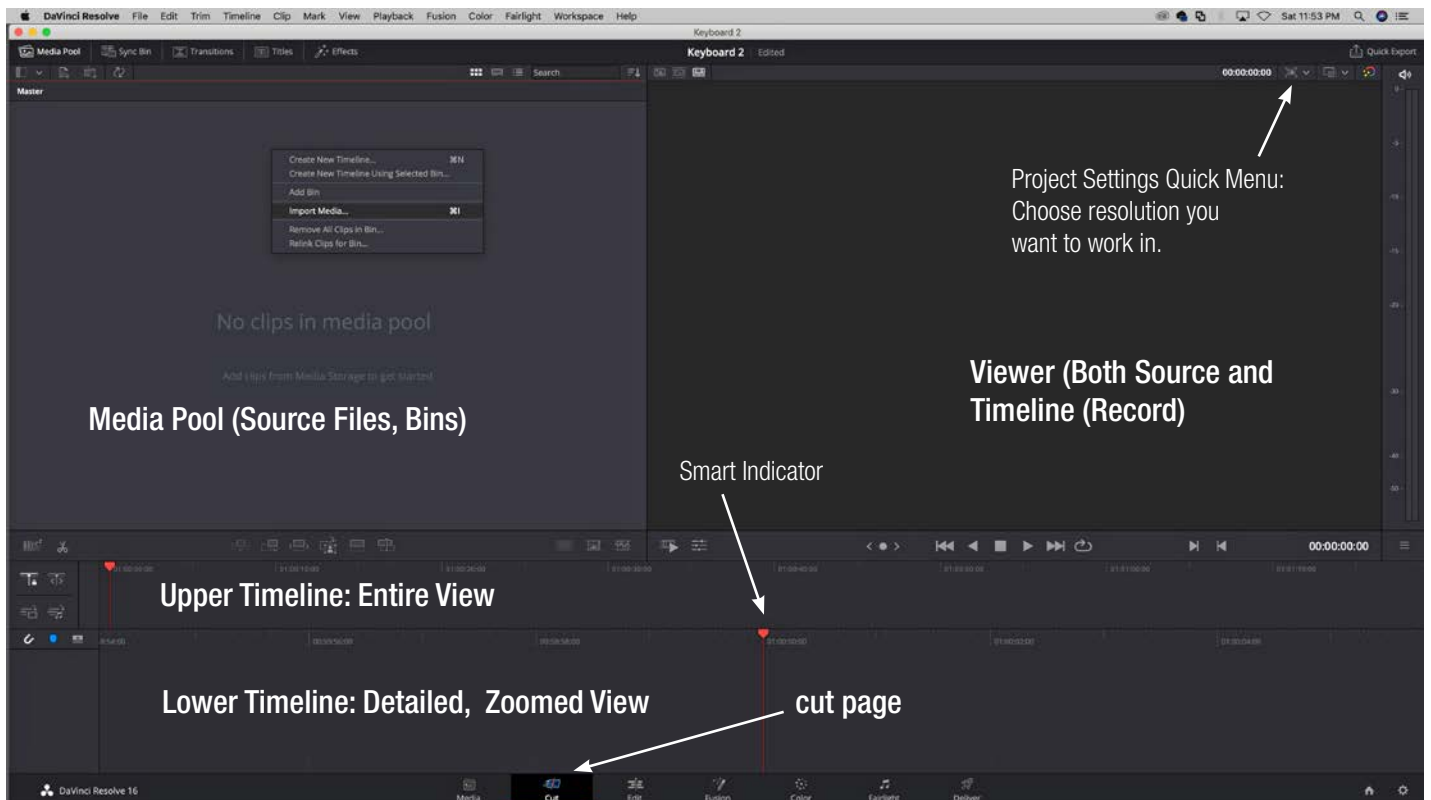 DaVinci Resolve File Edit Trim Timeline Clip Mark View Playback Fusion Color Fairlight Workspace Help Sat 11:53 PM
Keyboard 2
Media Pool Sync Bin Transitions Titles Effects Keyboard 2 Edited Quick Export
Search 00:00:00:00
Master
Create New Timeline... ⌘N
Create New Timeline Using Selected Bin...
Add Bin
Import Media... ⌘I
Remove All Clips in Bin...
Relink Clips for Bin...
Project Settings Quick Menu:
Choose resolution you
want to work in.
No clips in media pool
Add clips from Media Storage to get started
Media Pool (Source Files, Bins)
Viewer (Both Source and
Timeline (Record)
Smart Indicator
00:00:00:00
Upper Timeline: Entire View
Lower Timeline: Detailed, Zoomed View
cut page
DaVinci Resolve 16
Media Cut Edit Fusion Color Fairlight Deliver